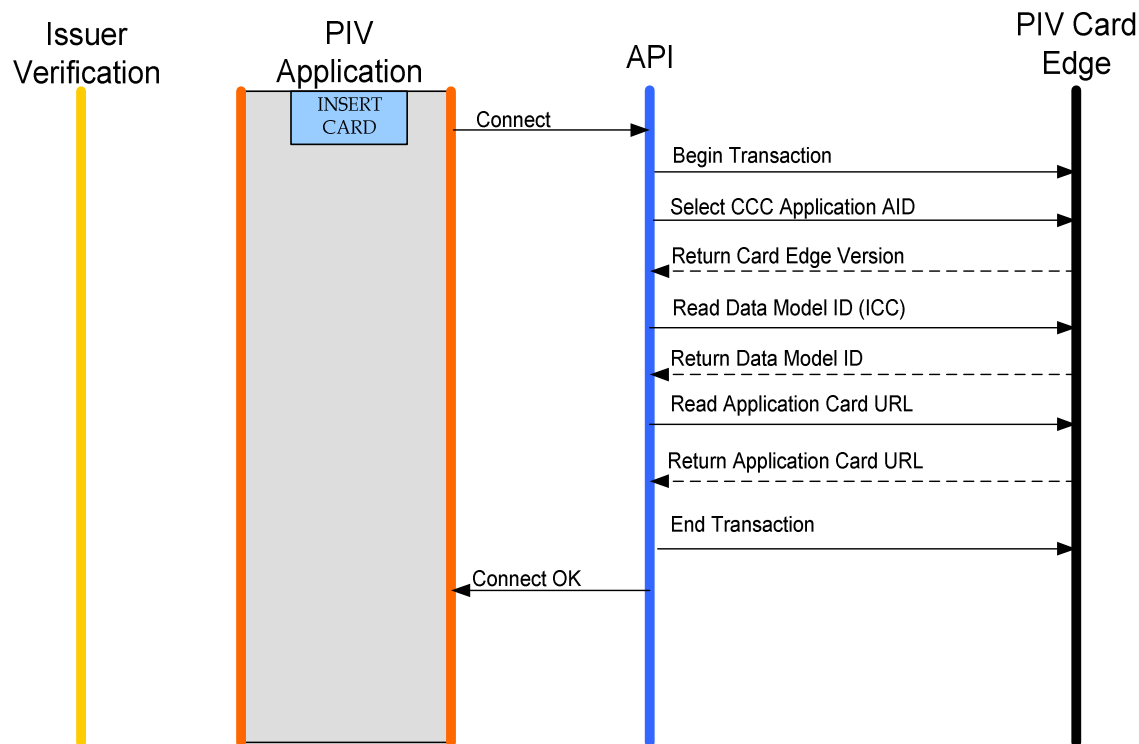 Issuer
Verification
PIV
Application
API
PIV Card
Edge
INSERT
CARD
Connect
Begin Transaction
Select CCC Application AID
Return Card Edge Version
Read Data Model ID (ICC)
Return Data Model ID
Read Application Card URL
Return Application Card URL
End Transaction
Connect OK